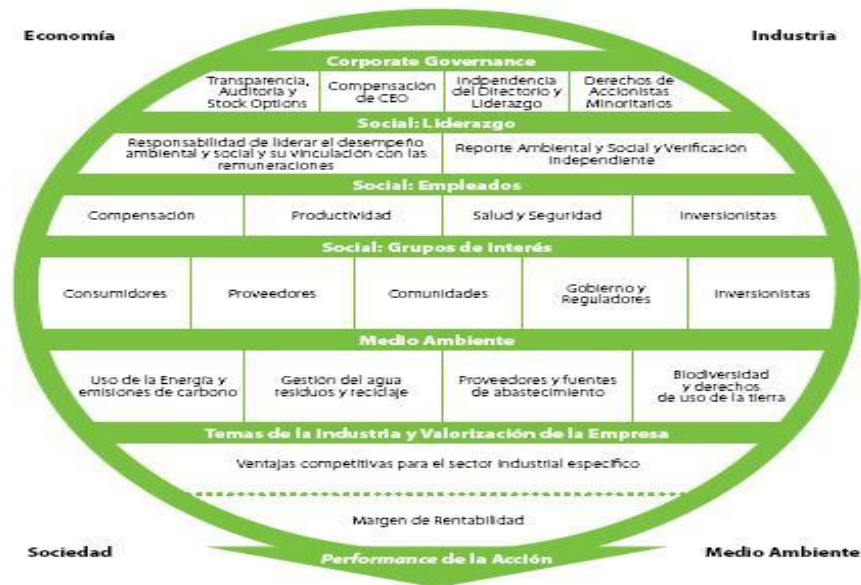 Economía
Industria
Corporate Governance
Transparencia,
Auditoria y
Stock Options
Compensación
de CEO
Indpendencia
del Directorio y
Liderazgo
Derechos de
Accionistas
Minoritarios
Social: Liderazgo
Responsabilidad de liderar el desempeño
ambiental y social y su vinculación con las
remuneraciones
Reporte Ambiental y Social y Verificación
Independiente
Social: Empleados
Compensación
Productividad
Salud y Seguridad
Inversionistas
Social: Grupos de Interés
Consumidores
Proveedores
Comunidades
Gobierno y
Reguladores
Inversionistas
Medio Ambiente
Uso de la Energía y
emisiones de carbono
Gestión del agua
residuos y reciclaje
Proveedores y fuentes
de abastecimiento
Biodiversidad
y derechos
de uso de la tierra
Temas de la Industria y Valorización de la Empresa
Ventajas competitivas para el sector industrial específico
Margen de Rentabilidad
Sociedad
Performance de la Acción
Medio Ambiente